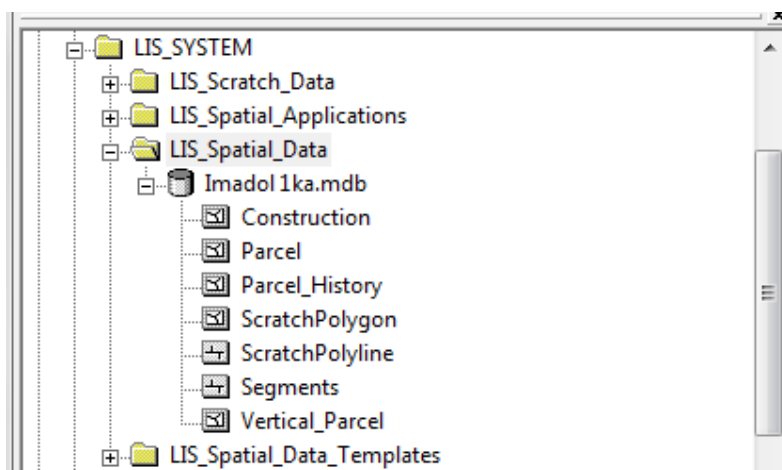 LIS_SYSTEM
LIS_Scratch_Data
LIS_Spatial_Applications
LIS_Spatial_Data
Imadol 1ka.mdb
Construction
Parcel
Parcel_History
ScratchPolygon
ScratchPolyline
Segments
Vertical_Parcel
LIS_Spatial_Data_Templates